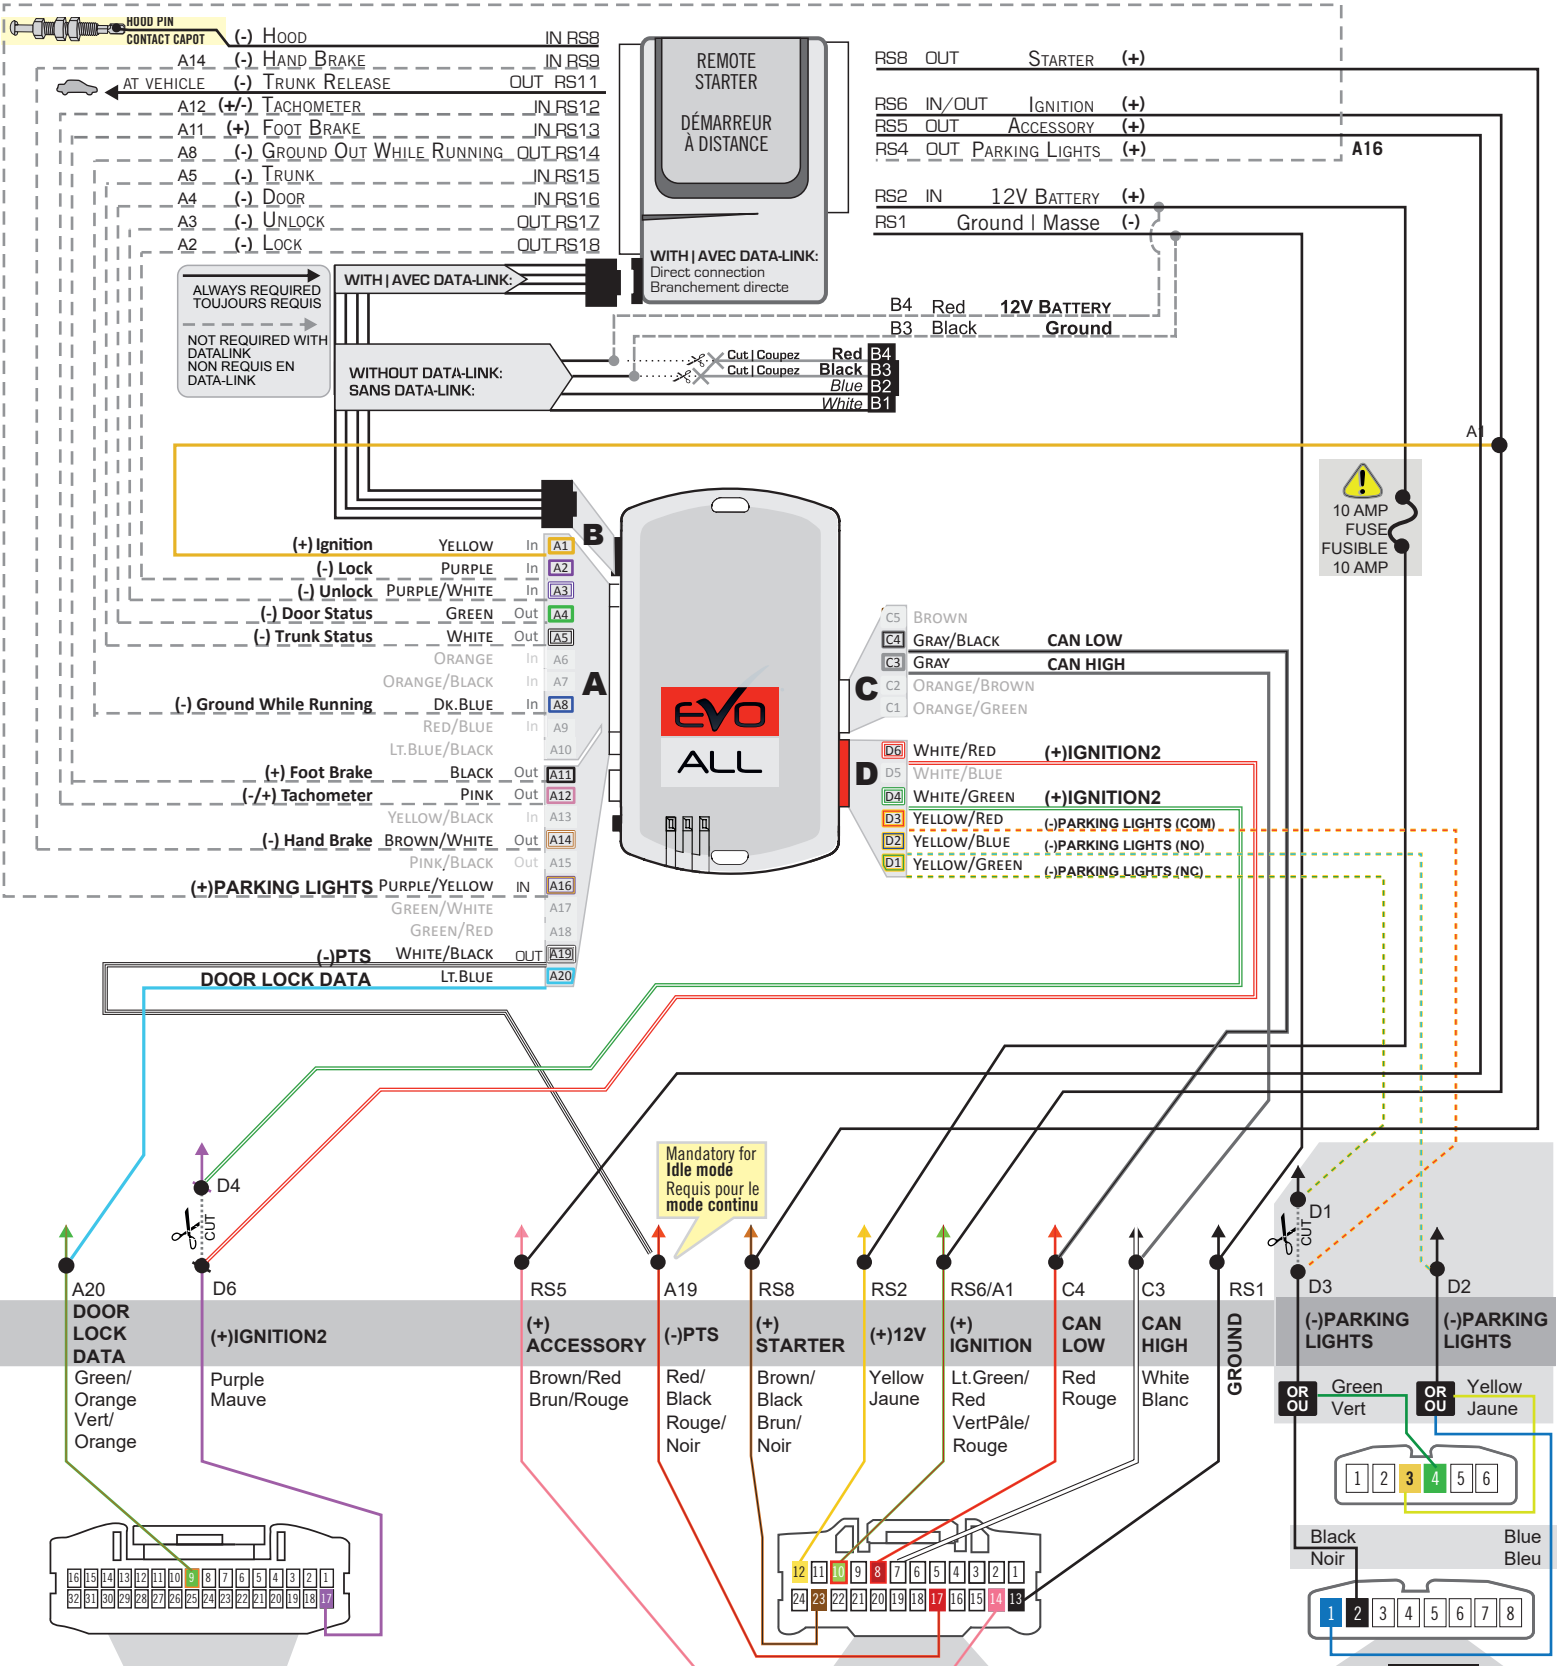 HOOD PIN
CONTACT CAPOT
(-) HOOD IN RS8
A14 (-) HAND BRAKE IN RS9
AT VEHICLE (-) TRUNK RELEASE OUT RS11
A12 (+/-) TACHOMETER IN RS12
A11 (+) FOOT BRAKE IN RS13
A8 (-) GROUND OUT WHILE RUNNING OUT RS14
A5 (-) TRUNK IN RS15
A4 (-) DOOR IN RS16
A3 (-) UNLOCK OUT RS17
A2 (-) LOCK OUT RS18
REMOTE
STARTER
DÉMARREUR
À DISTANCE
WITH | AVEC DATA-LINK:
Direct connection
Branchement directe
RS8 OUT STARTER (+)
RS6 IN/OUT IGNITION (+)
RS5 OUT ACCESSORY (+)
RS4 OUT PARKING LIGHTS (+) A16
RS2 IN 12V BATTERY (+)
RS1 Ground | Masse (-)
ALWAYS REQUIRED
TOUJOURS REQUIS
NOT REQUIRED WITH
DATALINK
NON REQUIS EN
DATA-LINK
WITH | AVEC DATA-LINK:
WITHOUT DATA-LINK:
SANS DATA-LINK:
B4 Red 12V BATTERY
B3 Black Ground
Cut | Coupez Red B4
Cut | Coupez Black B3
Blue B2
White B1
A1
10 AMP
FUSE
FUSIBLE
10 AMP
B
A
(+) Ignition YELLOW In A1
(-) Lock PURPLE In A2
(-) Unlock PURPLE/WHITE In A3
(-) Door Status GREEN Out A4
(-) Trunk Status WHITE Out A5
ORANGE In A6
ORANGE/BLACK In A7
(-) Ground While Running DK.BLUE In A8
RED/BLUE In A9
LT.BLUE/BLACK A10
(+) Foot Brake BLACK Out A11
(-/+) Tachometer PINK Out A12
YELLOW/BLACK In A13
(-) Hand Brake BROWN/WHITE Out A14
PINK/BLACK Out A15
(+)PARKING LIGHTS PURPLE/YELLOW IN A16
GREEN/WHITE A17
GREEN/RED A18
(-)PTS WHITE/BLACK OUT A19
DOOR LOCK DATA LT.BLUE A20
EVO
ALL
C
C5 BROWN
C4 GRAY/BLACK CAN LOW
C3 GRAY CAN HIGH
C2 ORANGE/BROWN
C1 ORANGE/GREEN
D
D6 WHITE/RED (+)IGNITION2
D5 WHITE/BLUE
D4 WHITE/GREEN (+)IGNITION2
D3 YELLOW/RED (-)PARKING LIGHTS (COM)
D2 YELLOW/BLUE (-)PARKING LIGHTS (NO)
D1 YELLOW/GREEN (-)PARKING LIGHTS (NC)
Mandatory for
Idle mode
Requis pour le
mode continu
D4
CUT
D1
CUT
A20 D6 RS5 A19 RS8 RS2 RS6/A1 C4 C3 RS1 D3 D2
DOOR
LOCK
DATA
(+)IGNITION2
(+)
ACCESSORY
(-)PTS
(+)
STARTER
(+)12V
(+)
IGNITION
CAN
LOW
CAN
HIGH
GROUND
(-)PARKING
LIGHTS
(-)PARKING
LIGHTS
Green/
Orange
Vert/
Orange
Purple
Mauve
Brown/Red
Brun/Rouge
Red/
Black
Rouge/
Noir
Brown/
Black
Brun/
Noir
Yellow
Jaune
Lt.Green/
Red
VertPâle/
Rouge
Red
Rouge
White
Blanc
OR
OU
Green
Vert
OR
OU
Yellow
Jaune
1 2 3 4 5 6
Black
Noir
Blue
Bleu
1 2 3 4 5 6 7 8
16 15 14 13 12 11 10 9 8 7 6 5 4 3 2 1
32 31 30 29 28 27 26 25 24 23 22 21 20 19 18 17
12 11 10 9 8 7 6 5 4 3 2 1
24 23 22 21 20 19 18 17 16 15 14 13